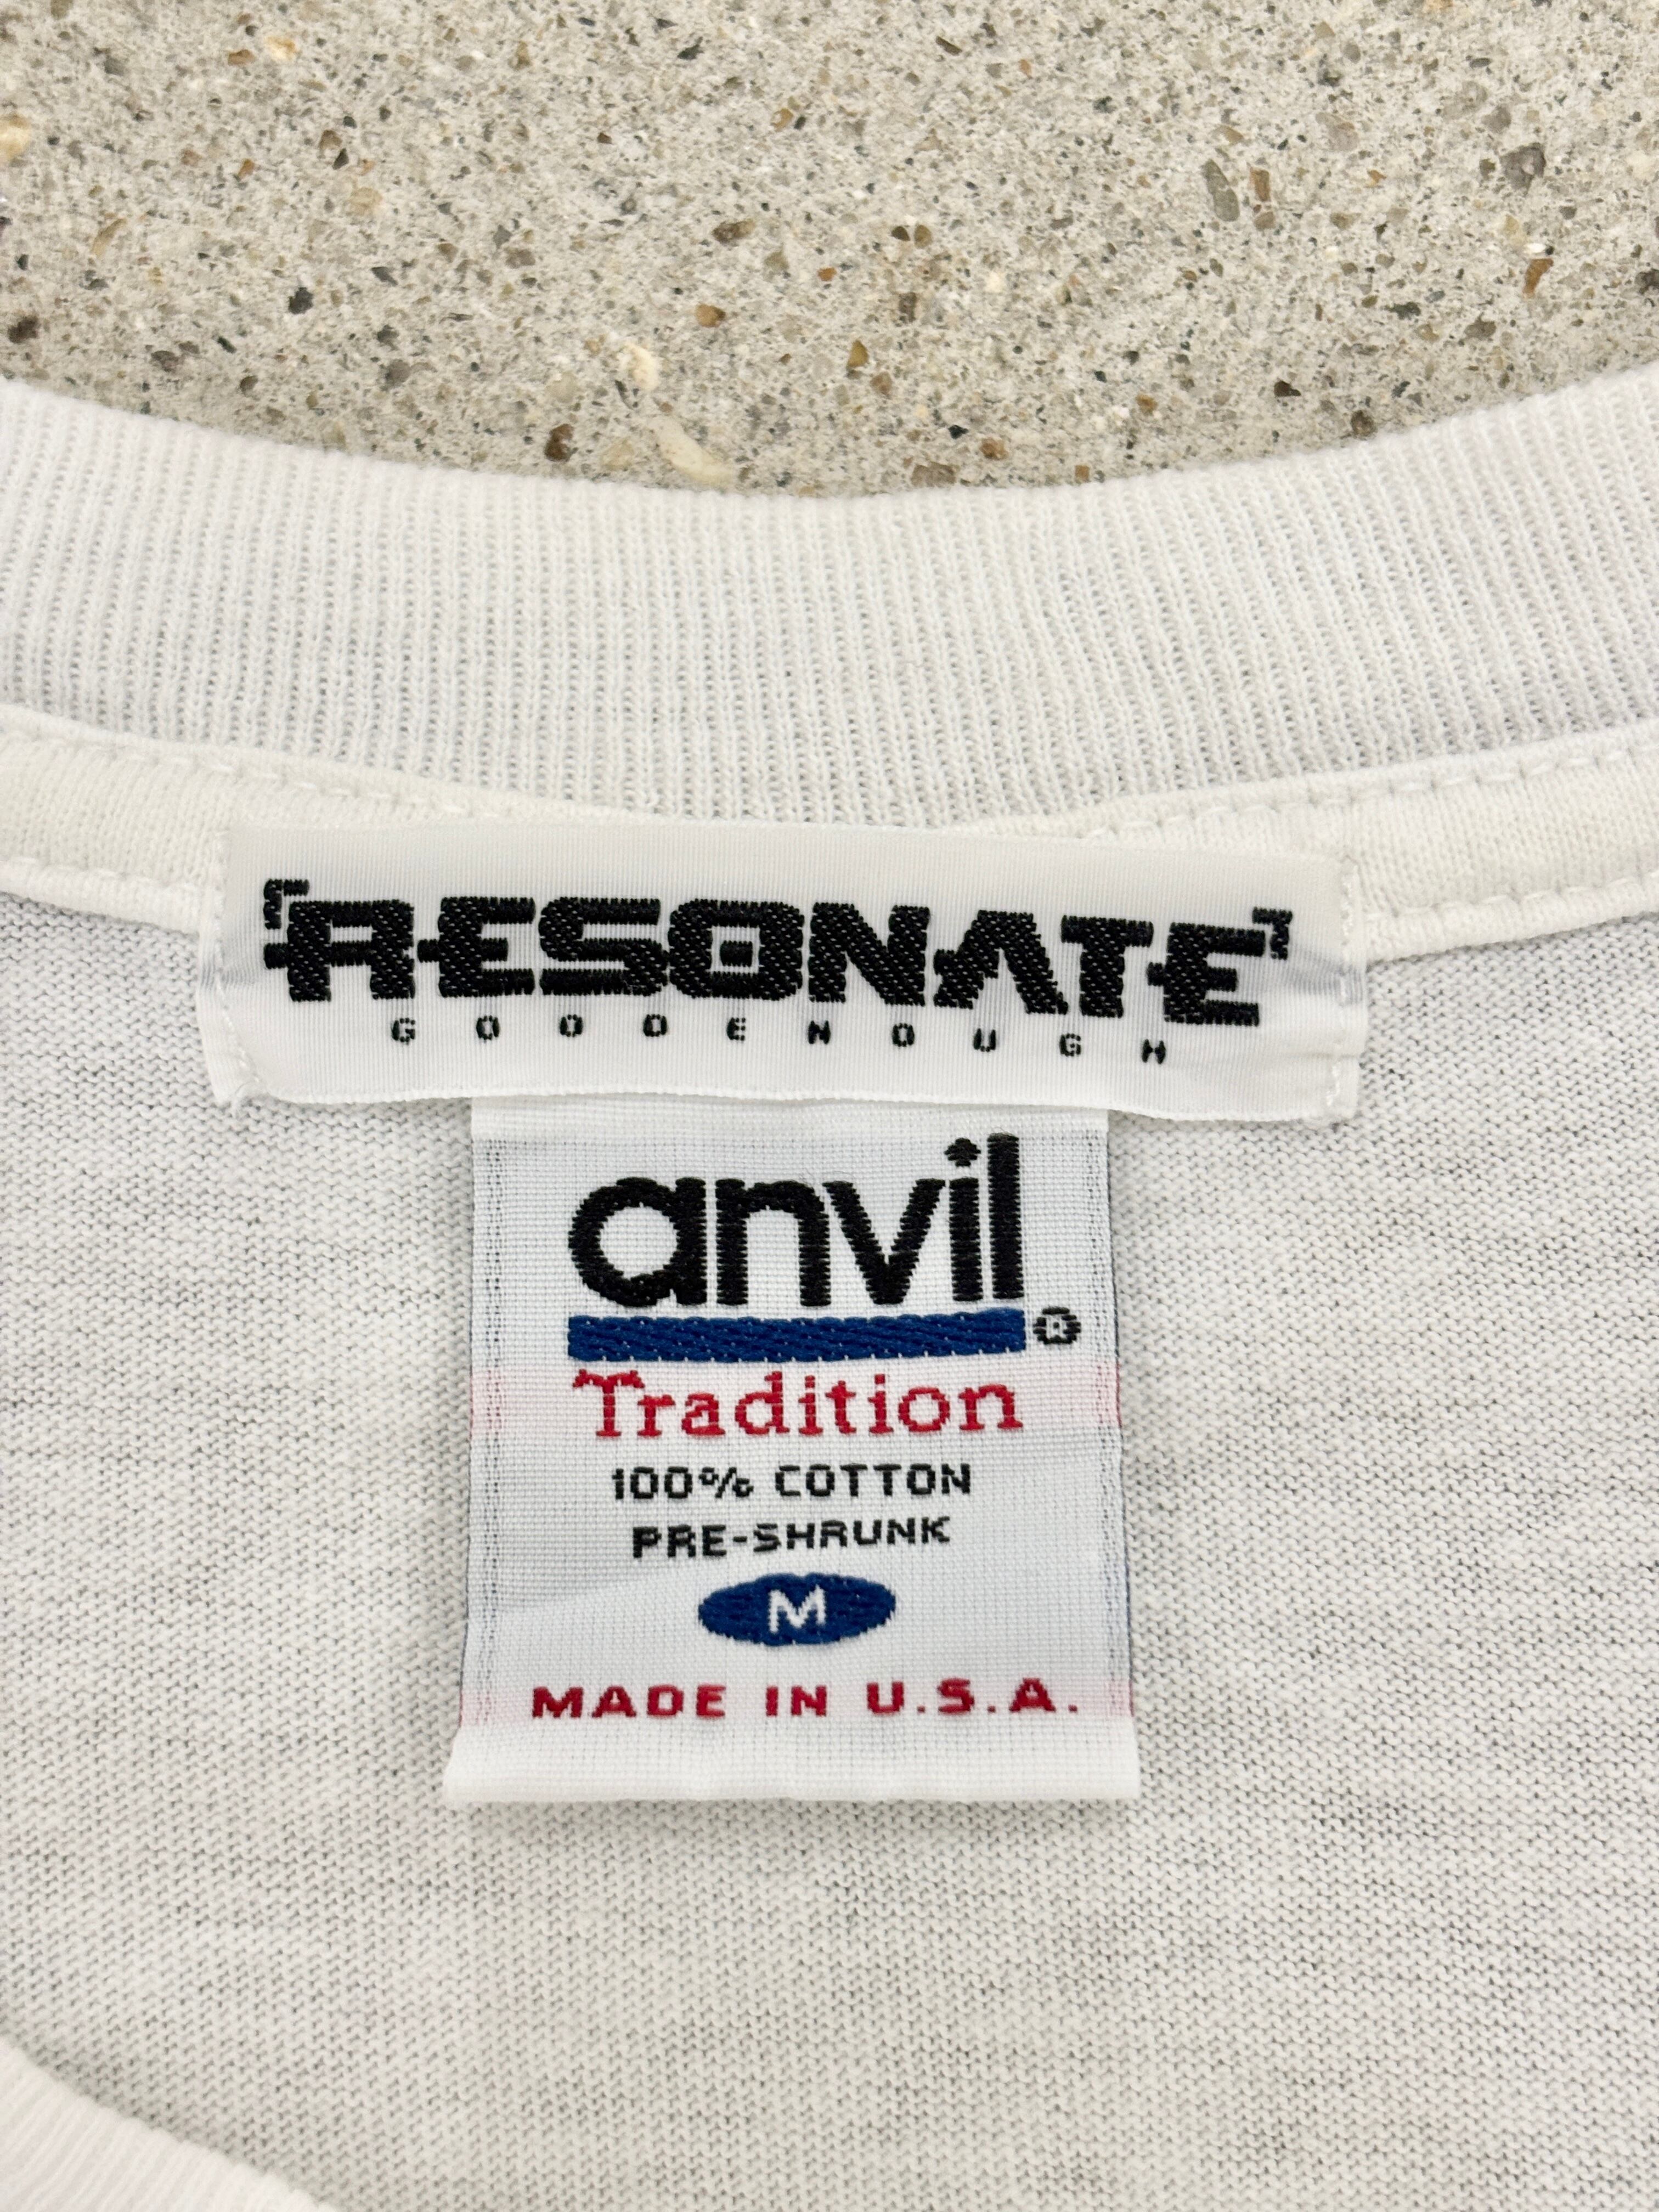 RESONATE
GOODENOUGH
anvil
®
Tradition
100% COTTON
PRE-SHRUNK
M
MADE IN U.S.A.